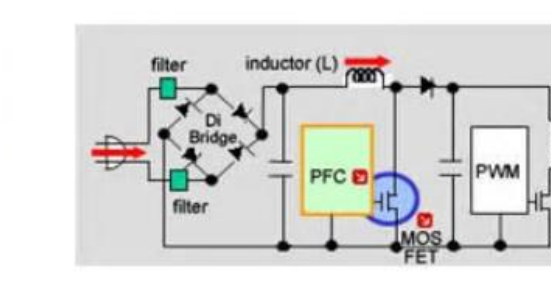 filter
inductor (L)
Di
Bridge
PFC
PWM
filter
MOS
FET